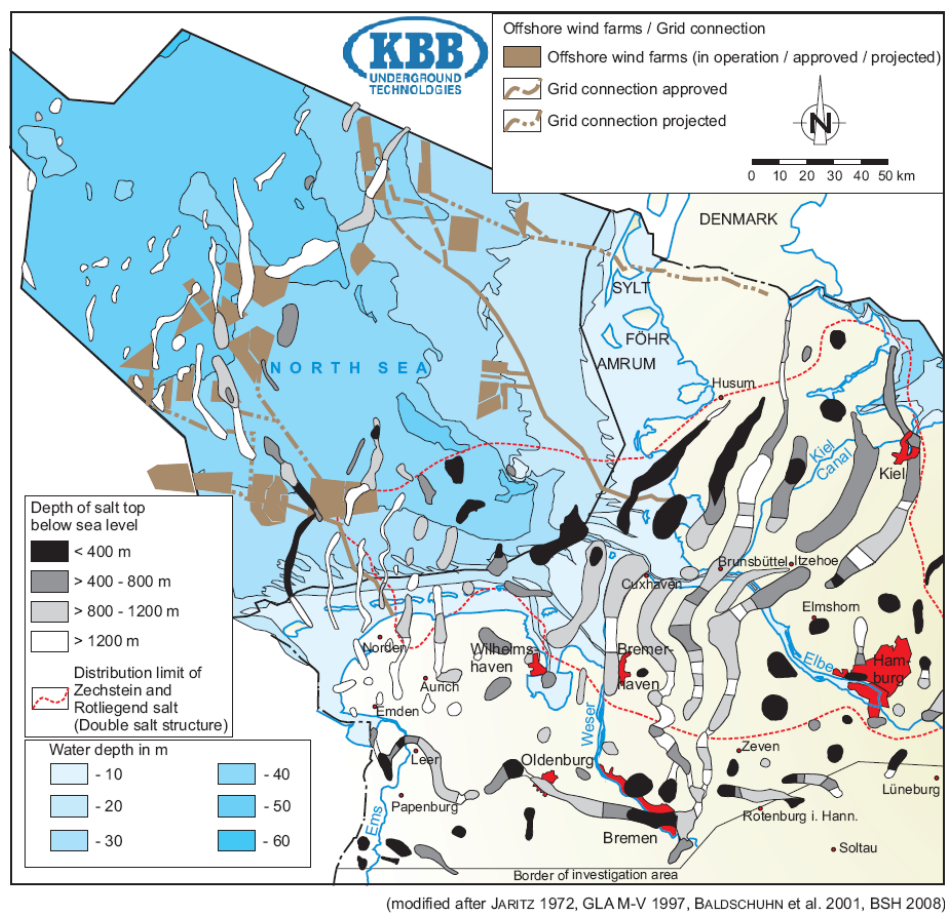 KBB
UNDERGROUND
TECHNOLOGIES
Offshore wind farms / Grid connection
Offshore wind farms (in operation / approved / projected)
Grid connection approved
Grid connection projected
N
0 10 20 30 40 50 km
DENMARK
SYLT
FÖHR
AMRUM
NORTH SEA
Husum
Kiel
Canal
Kiel
Depth of salt top
below sea level
< 400 m
> 400 - 800 m
> 800 - 1200 m
> 1200 m
Distribution limit of
Zechstein and
Rotliegend salt
(Double salt structure)
Water depth in m
- 10
- 20
- 30
- 40
- 50
- 60
Brunsbüttel
Itzehoe
Cuxhaven
Elmshorn
Elbe
Ham-
burg
Norden
Wilhelms-
haven
Bremer-
haven
Aurich
Emden
Weser
Leer
Oldenburg
Zeven
Lüneburg
Papenburg
Ems
Rotenburg i. Hann.
Bremen
Soltau
Border of investigation area
(modified after JARITZ 1972, GLA M-V 1997, BALDSCHUHN et al. 2001, BSH 2008)